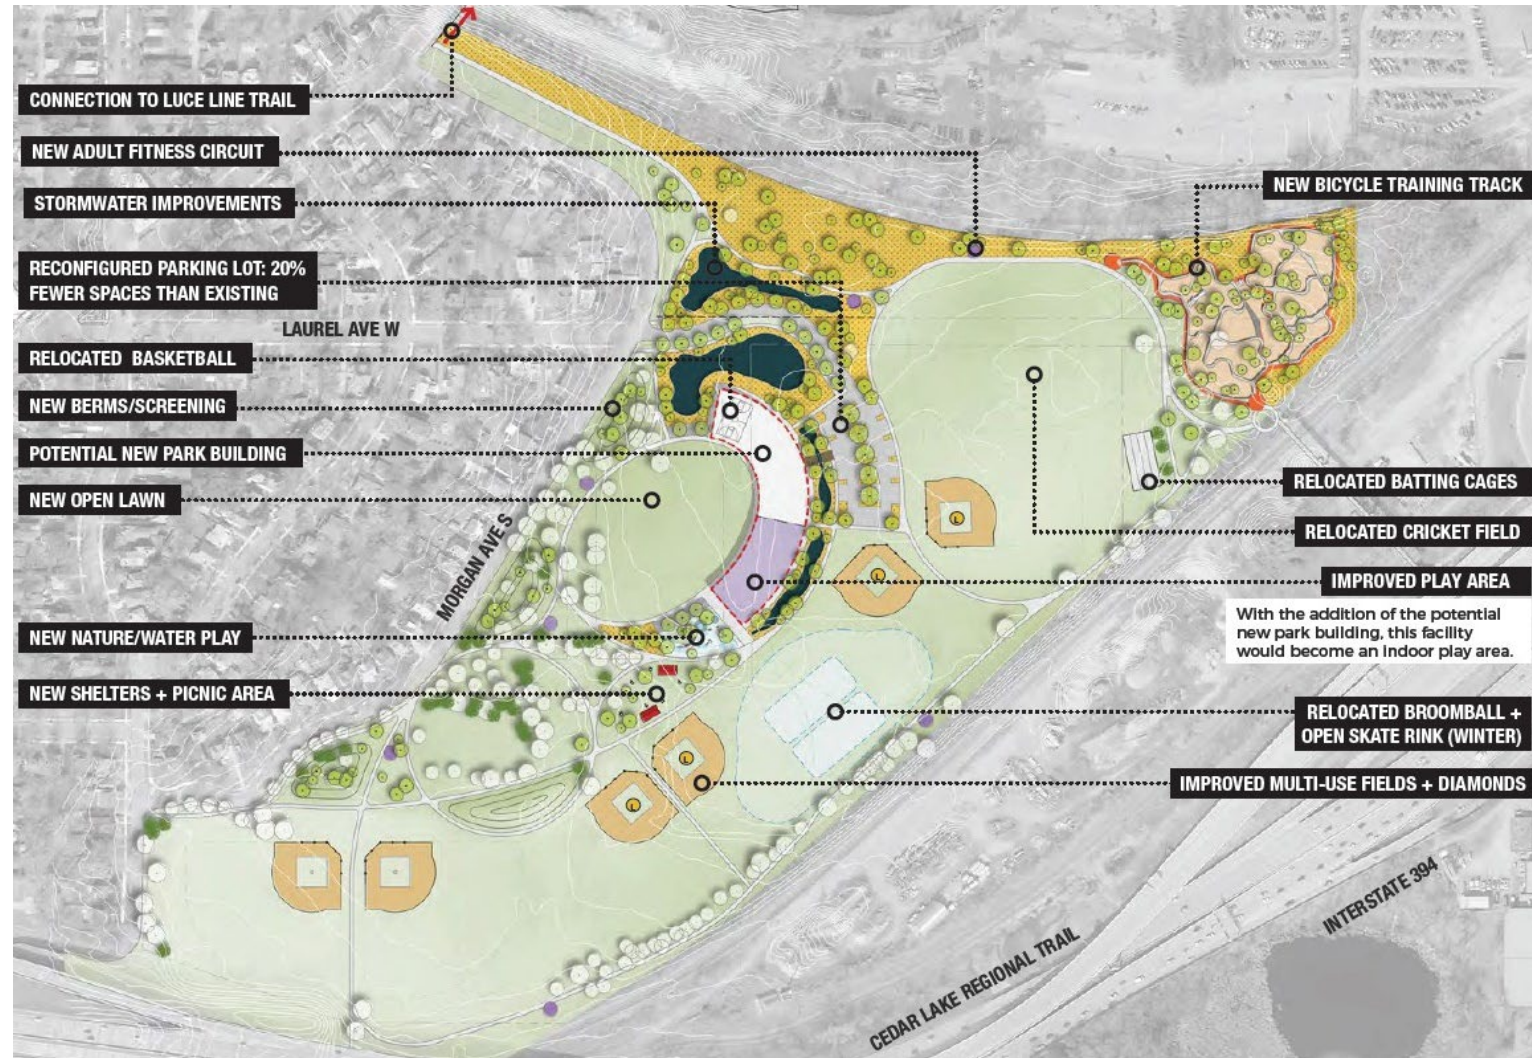 CONNECTION TO LUCE LINE TRAIL
NEW ADULT FITNESS CIRCUIT
STORMWATER IMPROVEMENTS
RECONFIGURED PARKING LOT: 20%
FEWER SPACES THAN EXISTING
LAUREL AVE W
RELOCATED BASKETBALL
NEW BERMS/SCREENING
POTENTIAL NEW PARK BUILDING
NEW OPEN LAWN
MORGAN AVE S
NEW NATURE/WATER PLAY
NEW SHELTERS + PICNIC AREA
NEW BICYCLE TRAINING TRACK
RELOCATED BATTING CAGES
RELOCATED CRICKET FIELD
IMPROVED PLAY AREA
With the addition of the potential
new park building, this facility
would become an indoor play area.
RELOCATED BROOMBALL +
OPEN SKATE RINK (WINTER)
IMPROVED MULTI-USE FIELDS + DIAMONDS
L
L
L
L
CEDAR LAKE REGIONAL TRAIL
INTERSTATE 394